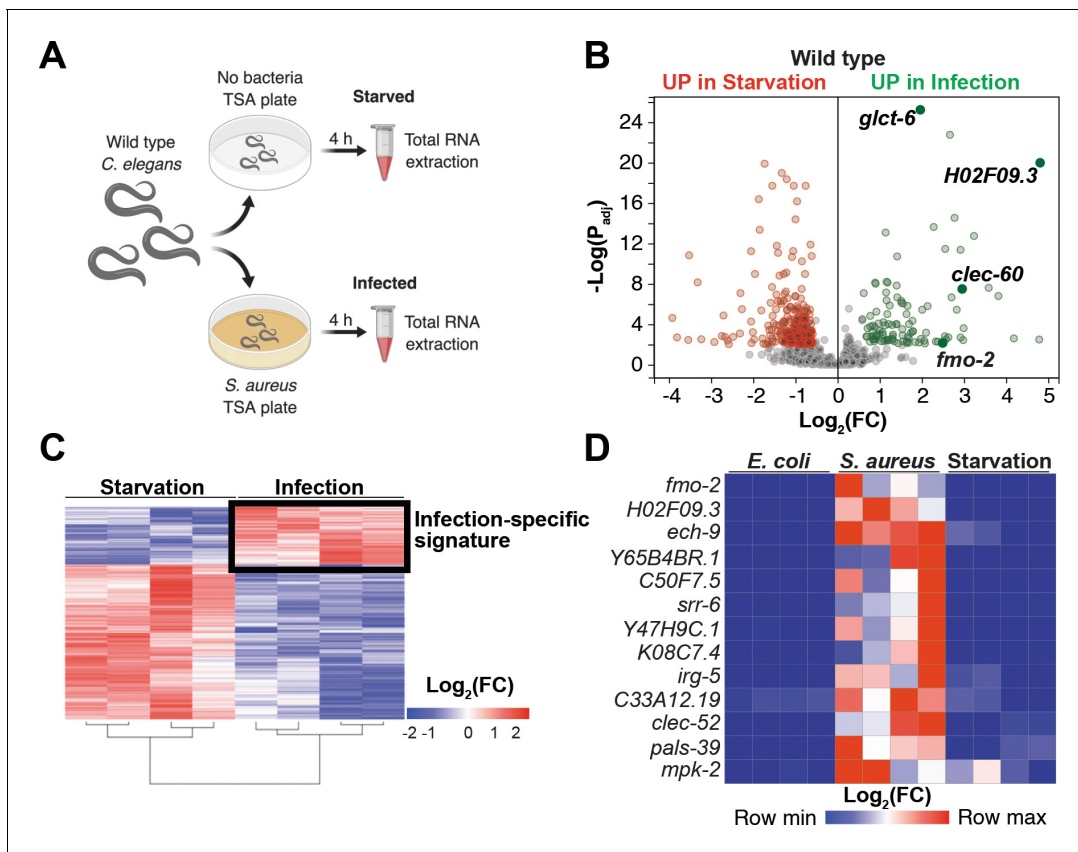 A
No bacteria
TSA plate
Starved
Wild type
C. elegans
4 h
Total RNA
extraction
Infected
4 h
Total RNA
extraction
S. aureus
TSA plate
B
Wild type
UP in Starvation
UP in Infection
24
20
16
12
8
4
0
-Log(Padj)
glct-6
H02F09.3
clec-60
fmo-2
-4 -3 -2 -1 0 1 2 3 4 5
Log2(FC)
C
Starvation
Infection
Infection-specific
signature
Log2(FC)
-2 -1 0 1 2
D
E. coli
S. aureus
Starvation
fmo-2
H02F09.3
ech-9
Y65B4BR.1
C50F7.5
srr-6
Y47H9C.1
K08C7.4
irg-5
C33A12.19
clec-52
pals-39
mpk-2
Log2(FC)
Row min
Row max